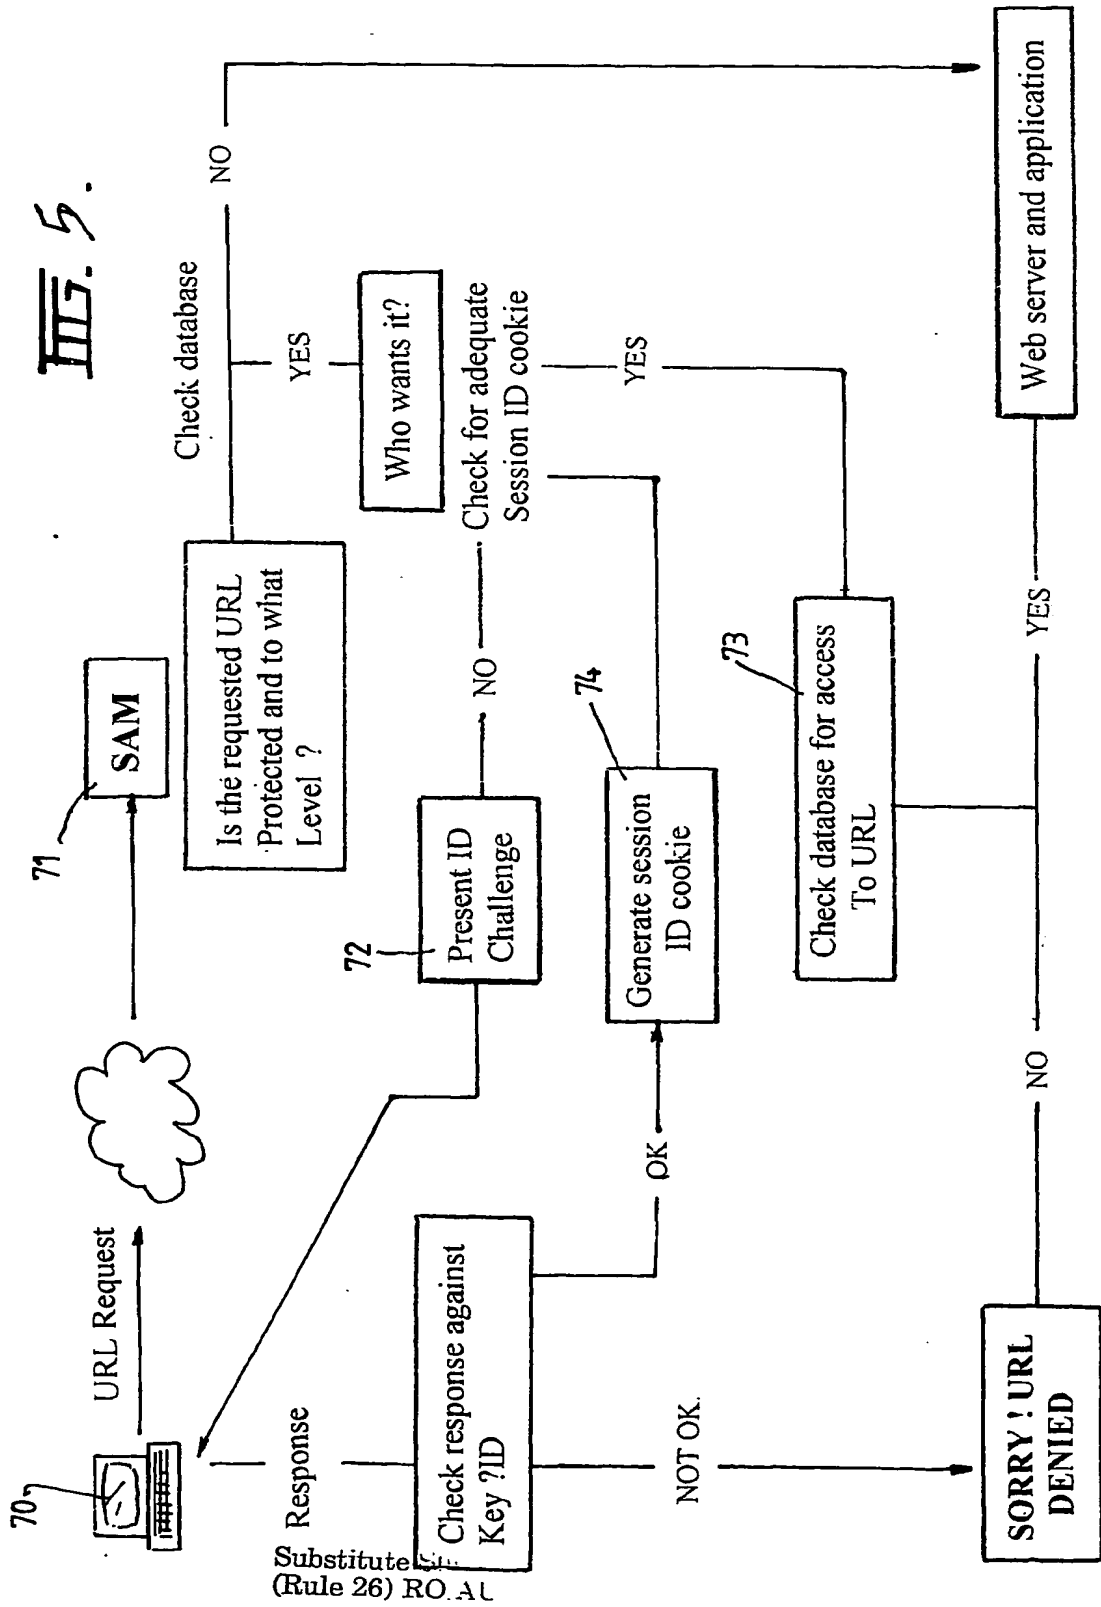 FIG. 5.
70
URL Request
71
SAM
Is the requested URL
Protected and to what
Level ?
Check database
NO
YES
Who wants it?
Check for adequate
Session ID cookie
NO
YES
72
Present ID
Challenge
Response
Check response against
Key ?ID
OK
NOT OK.
74
Generate session
ID cookie
73
Check database for access
To URL
SORRY ! URL
DENIED
NO
YES
Web server and application
Substitute
(Rule 26) RO.AU